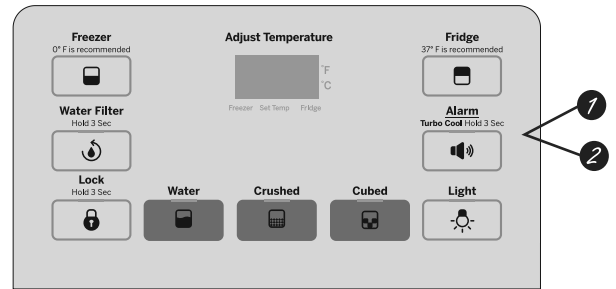 Freezer
0° F is recommended
Adjust Temperature
Fridge
37° F is recommended
°F
°C
Freezer Set Temp Fridge
Water Filter
Hold 3 Sec
Alarm
Turbo Cool Hold 3 Sec
1
2
Lock
Hold 3 Sec
Water
Crushed
Cubed
Light